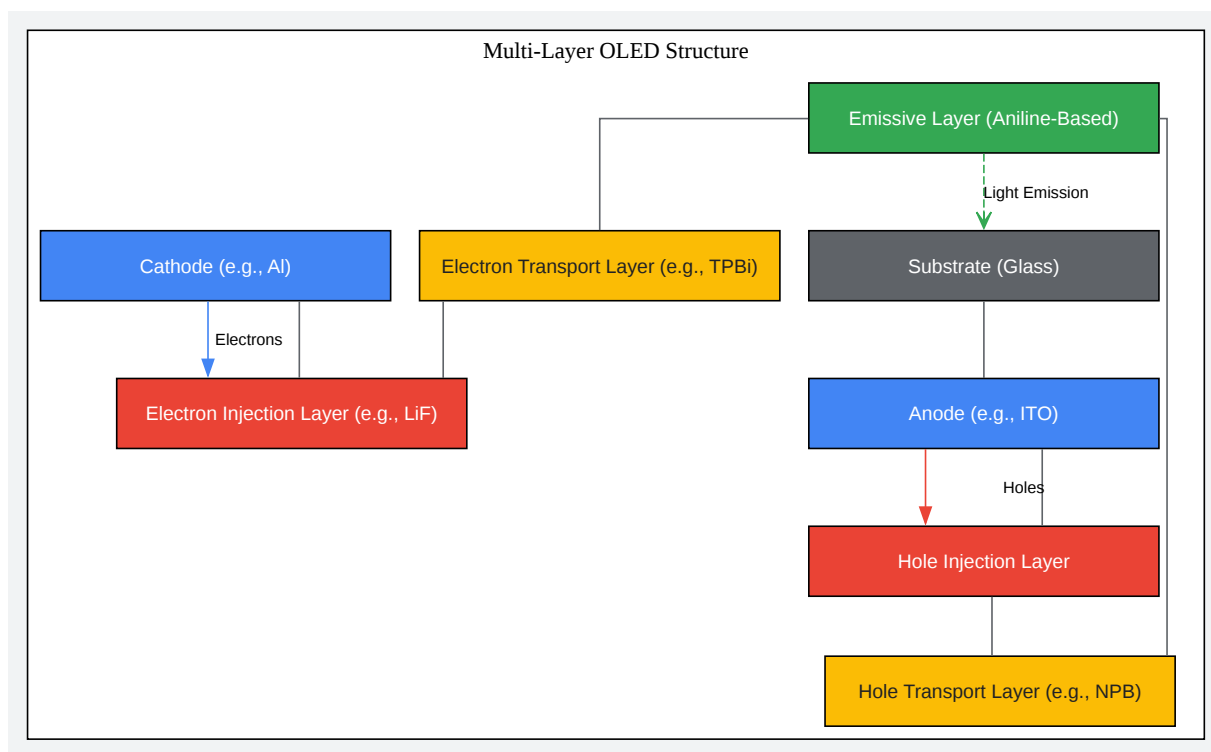 Multi-Layer OLED Structure
Emissive Layer (Aniline-Based)
Light Emission
Cathode (e.g., Al)
Electron Transport Layer (e.g., TPBi)
Substrate (Glass)
Electrons
Electron Injection Layer (e.g., LiF)
Anode (e.g., ITO)
Holes
Hole Injection Layer
Hole Transport Layer (e.g., NPB)